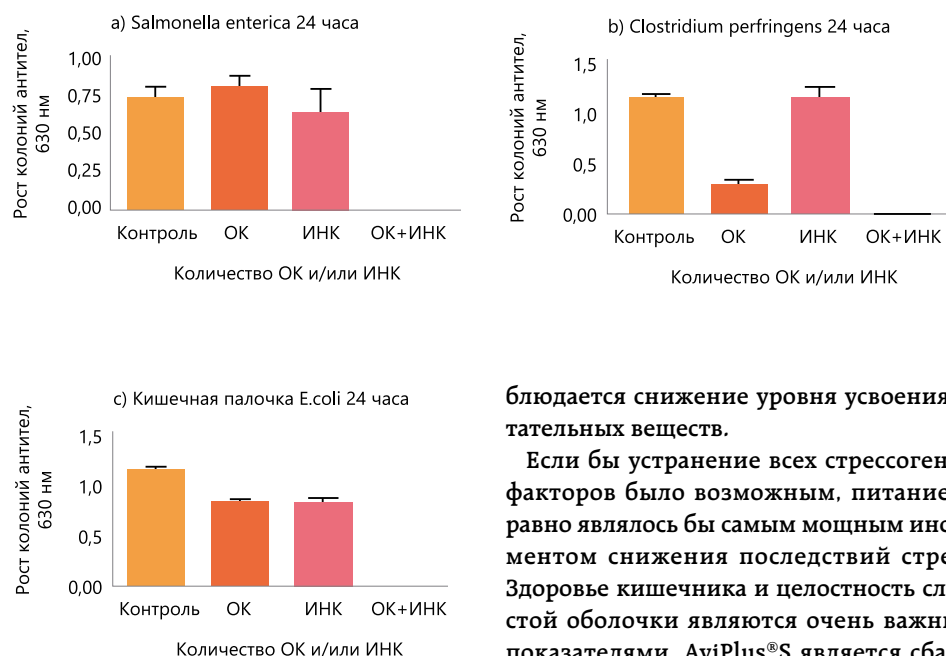 a) Salmonella enterica 24 часа
Рост колоний антител,
630 нм
1,00
0,75
0,50
0,25
0,00
Контроль ОК ИНК ОК+ИНК
Количество ОК и/или ИНК
b) Clostridium perfringens 24 часа
Рост колоний антител,
630 нм
1,5
1,0
0,5
0,00
Контроль ОК ИНК ОК+ИНК
Количество ОК и/или ИНК
c) Кишечная палочка E.coli 24 часа
Рост колоний антител,
630 нм
1,5
1,0
0,5
0,00
Контроль ОК ИНК ОК+ИНК
Количество ОК и/или ИНК
блюдается снижение уровня усвоения
тательных веществ.
Если бы устранение всех стрессоген
факторов было возможным, питание
равно являлось бы самым мощным инс
ментом снижения последствий стре
Здоровье кишечника и целостность сл
стой оболочки являются очень важн
показателями. AviPlus®S является сба